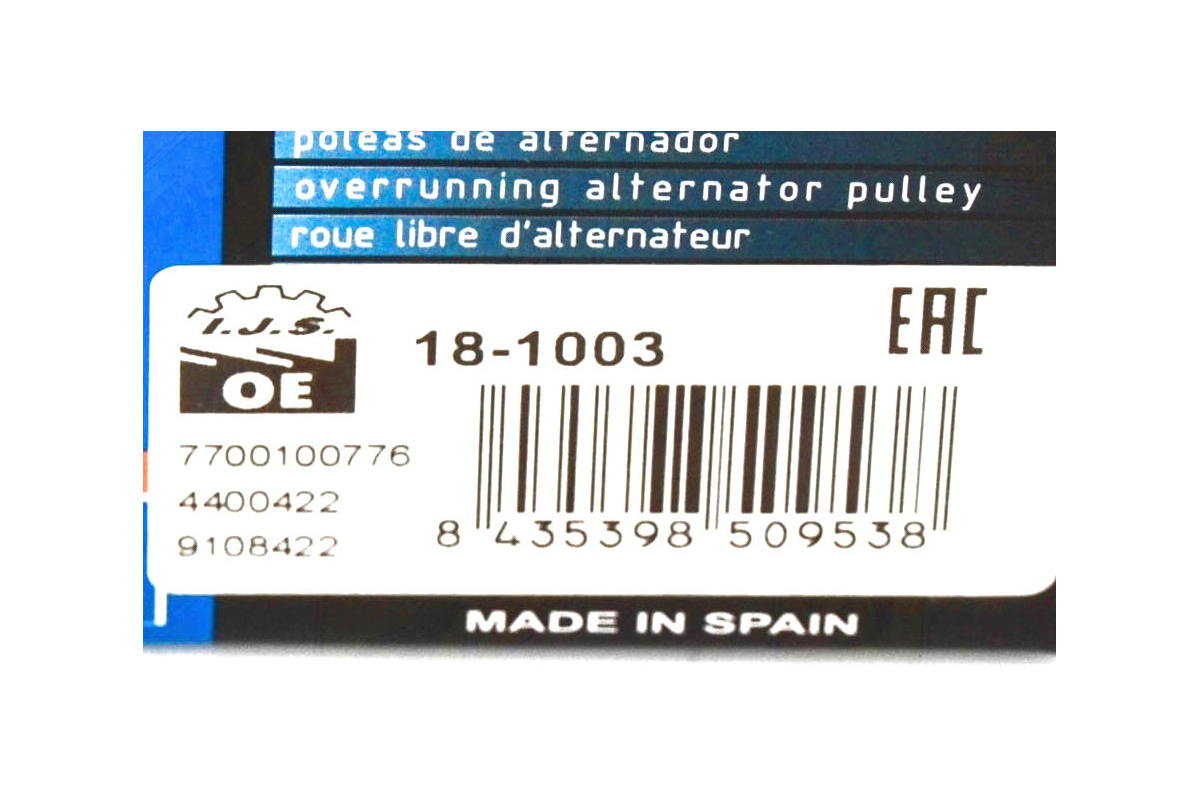 poleas de alternador
overrunning alternator pulley
roue libre d'alternateur
I.J.S.
OE
18-1003
EAC
7700100776
4400422
9108422
8 435398 509538
MADE IN SPAIN